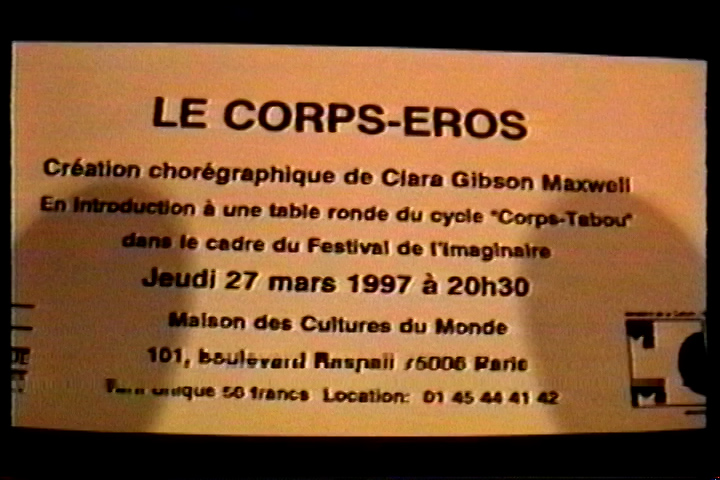 LE CORPS-EROS
Création chorégraphique de Clara Gibson Maxwell
En Introduction à une table ronde du cycle "Corps-Tabou"
dans le cadre du Festival de l'Imaginaire
Jeudi 27 mars 1997 à 20h30
Maison des Cultures du Monde
101, boulevard Raspail 75006 Paris
unique 50 francs Location: 01 45 44 41 42
M
M